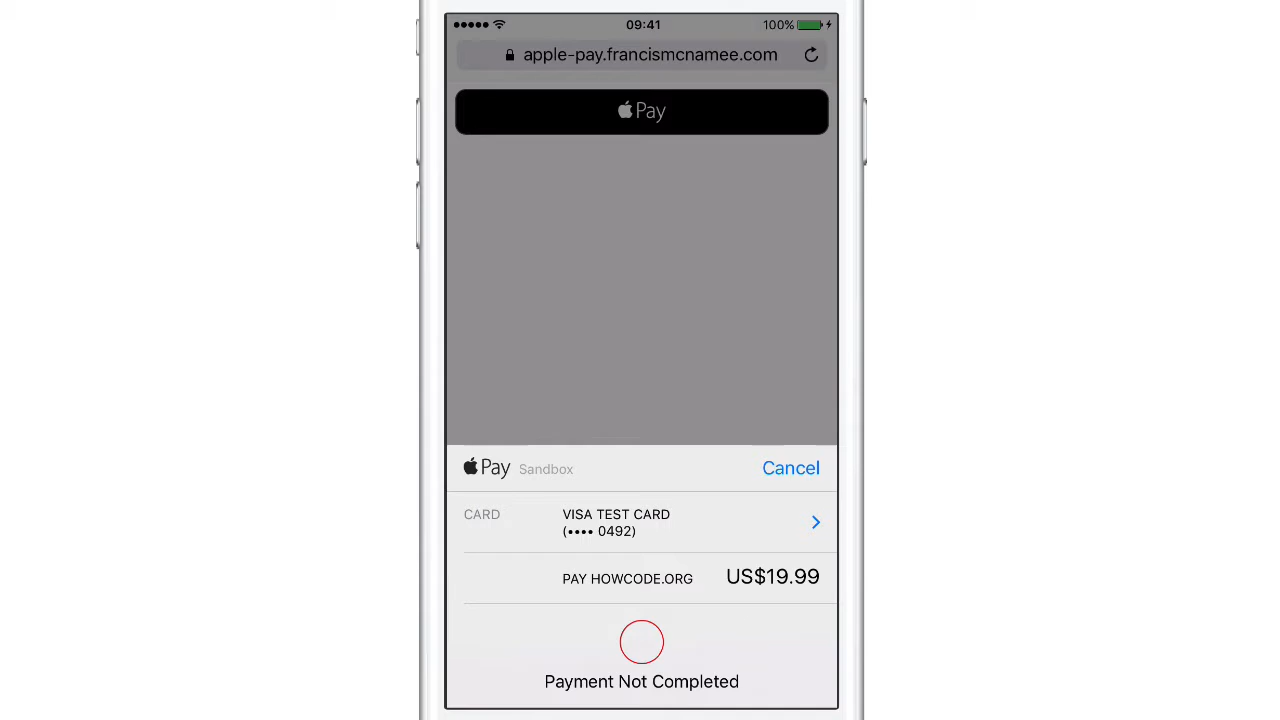 09:41 100%
apple-pay.francismcnamee.com
Pay
Pay Sandbox Cancel
CARD VISA TEST CARD
(•••• 0492)
PAY HOWCODE.ORG US$19.99
Payment Not Completed